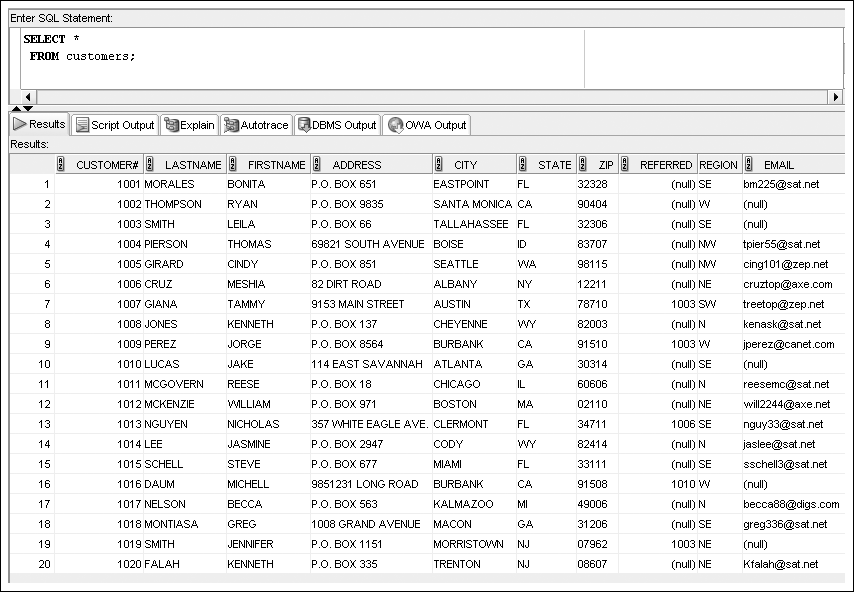 Enter SQL Statement:
SELECT *
FROM customers;
Results Script Output Explain Autotrace DBMS Output OWA Output
Results:
CUSTOMER# LASTNAME FIRSTNAME ADDRESS CITY STATE ZIP REFERRED REGION EMAIL
1 1001 MORALES BONITA P.O. BOX 651 EASTPOINT FL 32328 (null) SE bm225@sat.net
2 1002 THOMPSON RYAN P.O. BOX 9835 SANTA MONICA CA 90404 (null) W (null)
3 1003 SMITH LEILA P.O. BOX 66 TALLAHASSEE FL 32306 (null) SE (null)
4 1004 PIERSON THOMAS 69821 SOUTH AVENUE BOISE ID 83707 (null) NW tpier55@sat.net
5 1005 GIRARD CINDY P.O. BOX 851 SEATTLE WA 98115 (null) NW cing101@zep.net
6 1006 CRUZ MESHIA 82 DIRT ROAD ALBANY NY 12211 (null) NE cruztop@axe.com
7 1007 GIANA TAMMY 9153 MAIN STREET AUSTIN TX 78710 1003 SW treetop@zep.net
8 1008 JONES KENNETH P.O. BOX 137 CHEYENNE WY 82003 (null) N kenask@sat.net
9 1009 PEREZ JORGE P.O. BOX 8564 BURBANK CA 91510 1003 W jperez@canet.com
10 1010 LUCAS JAKE 114 EAST SAVANNAH ATLANTA GA 30314 (null) SE (null)
11 1011 MCGOVERN REESE P.O. BOX 18 CHICAGO IL 60606 (null) N reesemc@sat.net
12 1012 MCKENZIE WILLIAM P.O. BOX 971 BOSTON MA 02110 (null) NE will2244@axe.net
13 1013 NGUYEN NICHOLAS 357 WHITE EAGLE AVE. CLERMONT FL 34711 1006 SE nguy33@sat.net
14 1014 LEE JASMINE P.O. BOX 2947 CODY WY 82414 (null) N jaslee@sat.net
15 1015 SCHELL STEVE P.O. BOX 677 MIAMI FL 33111 (null) SE sschell3@sat.net
16 1016 DAUM MICHELL 9851231 LONG ROAD BURBANK CA 91508 1010 W (null)
17 1017 NELSON BECCA P.O. BOX 563 KALMAZOO MI 49006 (null) N becca88@digs.com
18 1018 MONTIASA GREG 1008 GRAND AVENUE MACON GA 31206 (null) SE greg336@sat.net
19 1019 SMITH JENNIFER P.O. BOX 1151 MORRISTOWN NJ 07962 1003 NE (null)
20 1020 FALAH KENNETH P.O. BOX 335 TRENTON NJ 08607 (null) NE Kfalah@sat.net